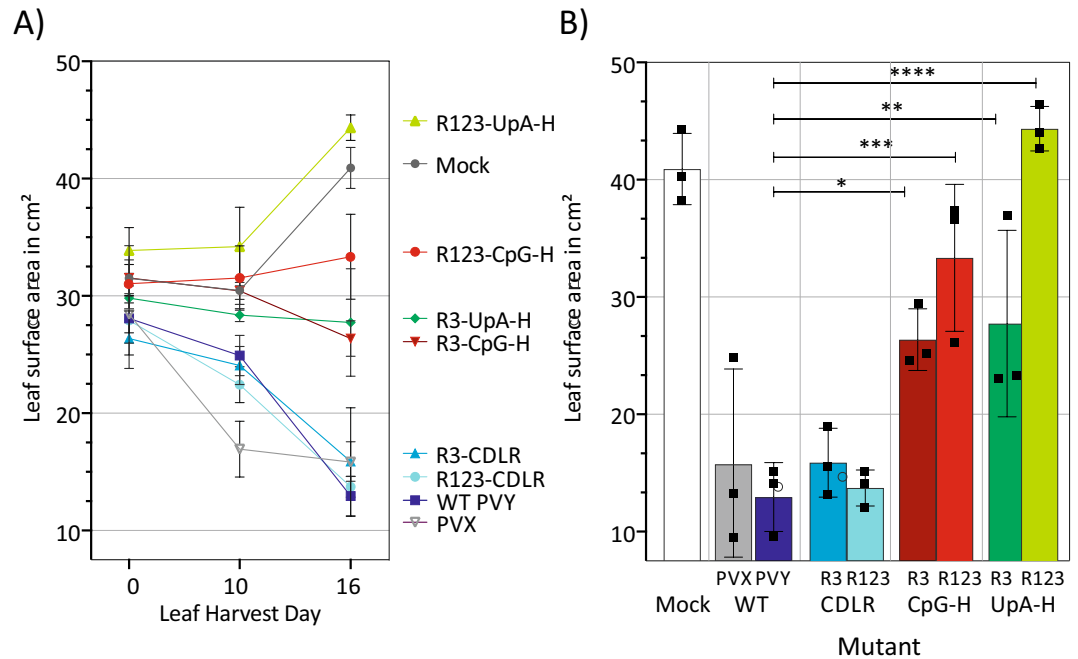 A)
Leaf surface area in cm²
50
40
30
20
10
0 10 16
Leaf Harvest Day
R123-UpA-H
Mock
R123-CpG-H
R3-UpA-H
R3-CpG-H
R3-CDLR
R123-CDLR
WT PVY
PVX
B)
Leaf surface area in cm²
50
40
30
20
10
****
**
***
*
PVX PVY R3 R123 R3 R123 R3 R123
Mock WT CDLR CpG-H UpA-H
Mutant